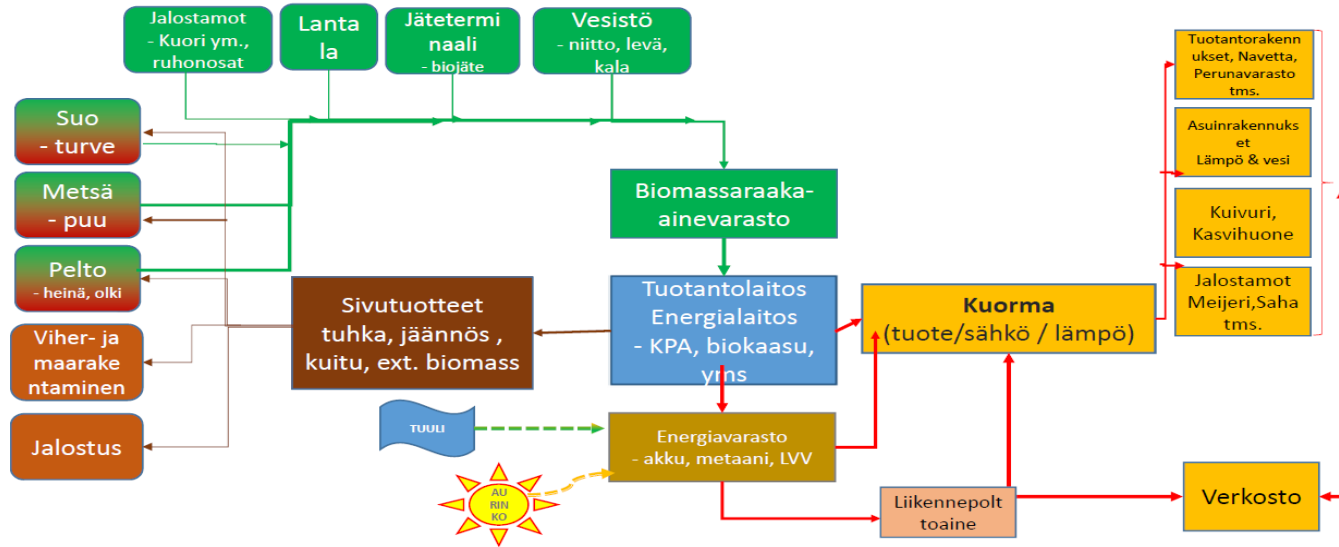 Jalostamot
- Kuori ym.,
ruhonosat
Lanta
la
Jätetermi
naali
- biojäte
Vesistö
- niitto, levä,
kala
Suo
- turve
Metsä
- puu
Pelto
- heinä, olki
Viher- ja
maarake
ntaminen
Jalostus
Biomassaraaka-
ainevarasto
Sivutuotteet
tuhka, jäännös ,
kuitu, ext. biomass
Tuotantolaitos
Energialaitos
- KPA, biokaasu,
yms
Kuorma
(tuote/sähkö / lämpö)
TUULI
AU
RIN
KO
Energiavarasto
- akku, metaani, LVV
Liikennepolt
toaine
Verkosto
Tuotantorakenn
ukset, Navetta,
Perunavarasto
tms.
Asuinrakennuks
et
Lämpö & vesi
Kuivuri,
Kasvihuone
Jalostamot
Meijeri,Saha
tms.